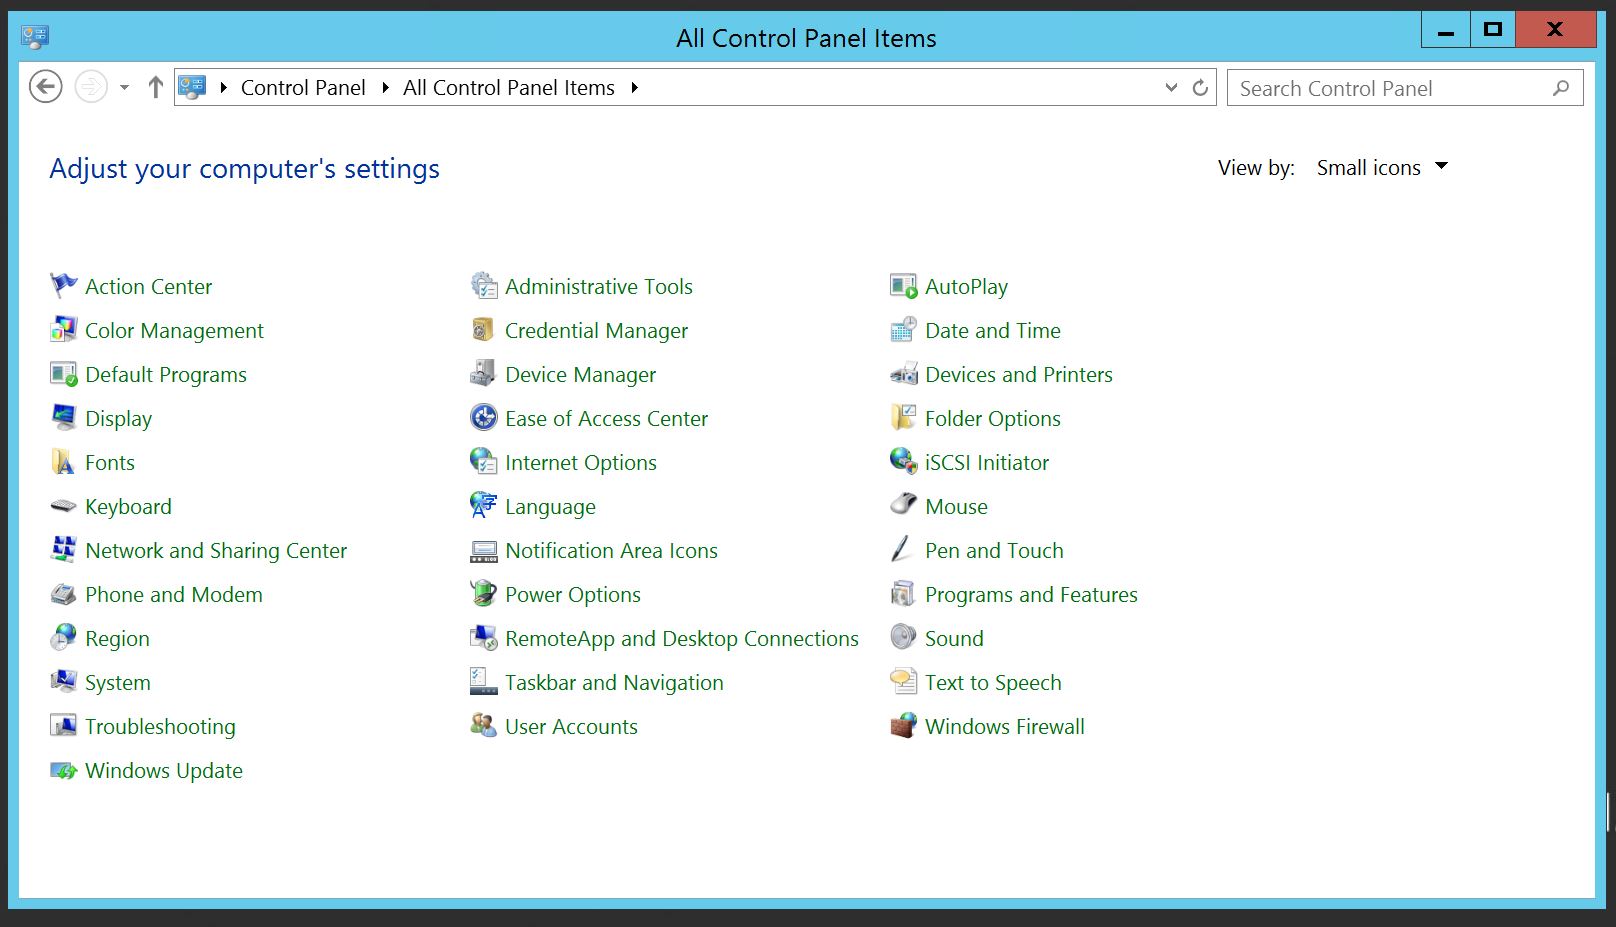 All Control Panel Items
Control Panel All Control Panel Items
Search Control Panel
Adjust your computer's settings
View by: Small icons
Action Center Administrative Tools AutoPlay
Color Management Credential Manager Date and Time
Default Programs Device Manager Devices and Printers
Display Ease of Access Center Folder Options
Fonts Internet Options iSCSI Initiator
Keyboard Language Mouse
Network and Sharing Center Notification Area Icons Pen and Touch
Phone and Modem Power Options Programs and Features
Region RemoteApp and Desktop Connections Sound
System Taskbar and Navigation Text to Speech
Troubleshooting User Accounts Windows Firewall
Windows Update